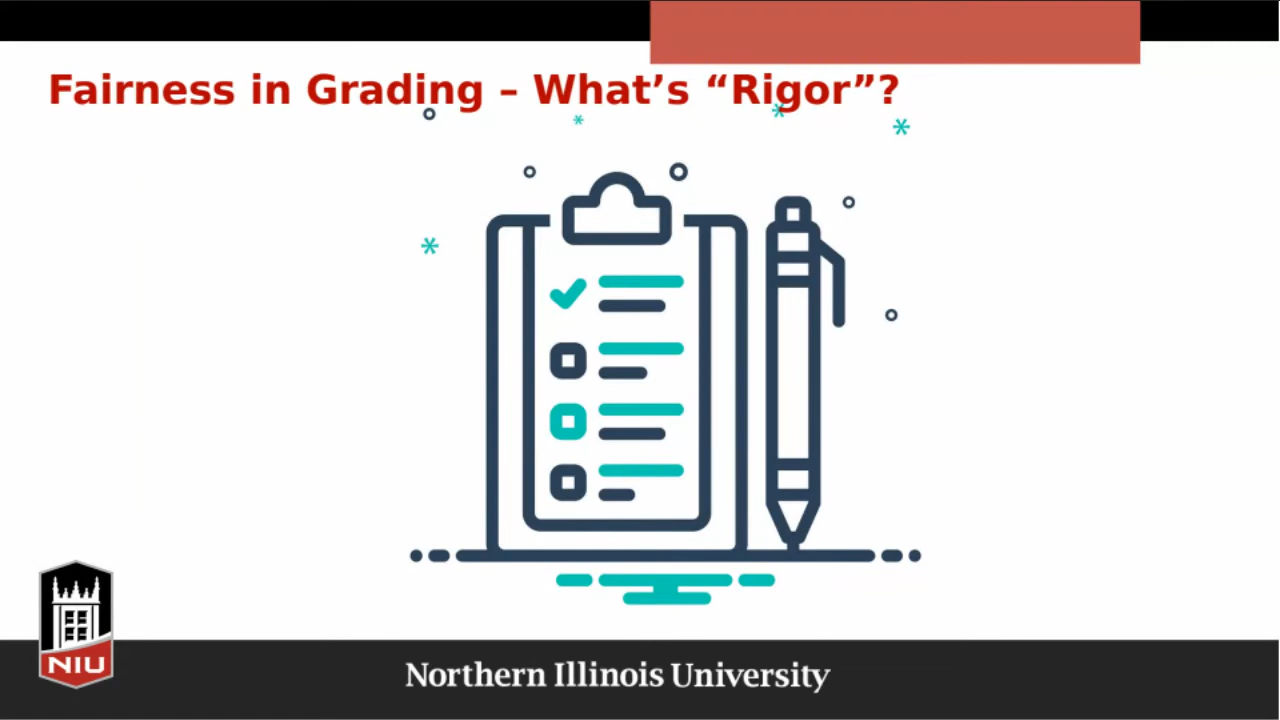 Fairness in Grading – What’s “Rigor”?
NIU
Northern Illinois University